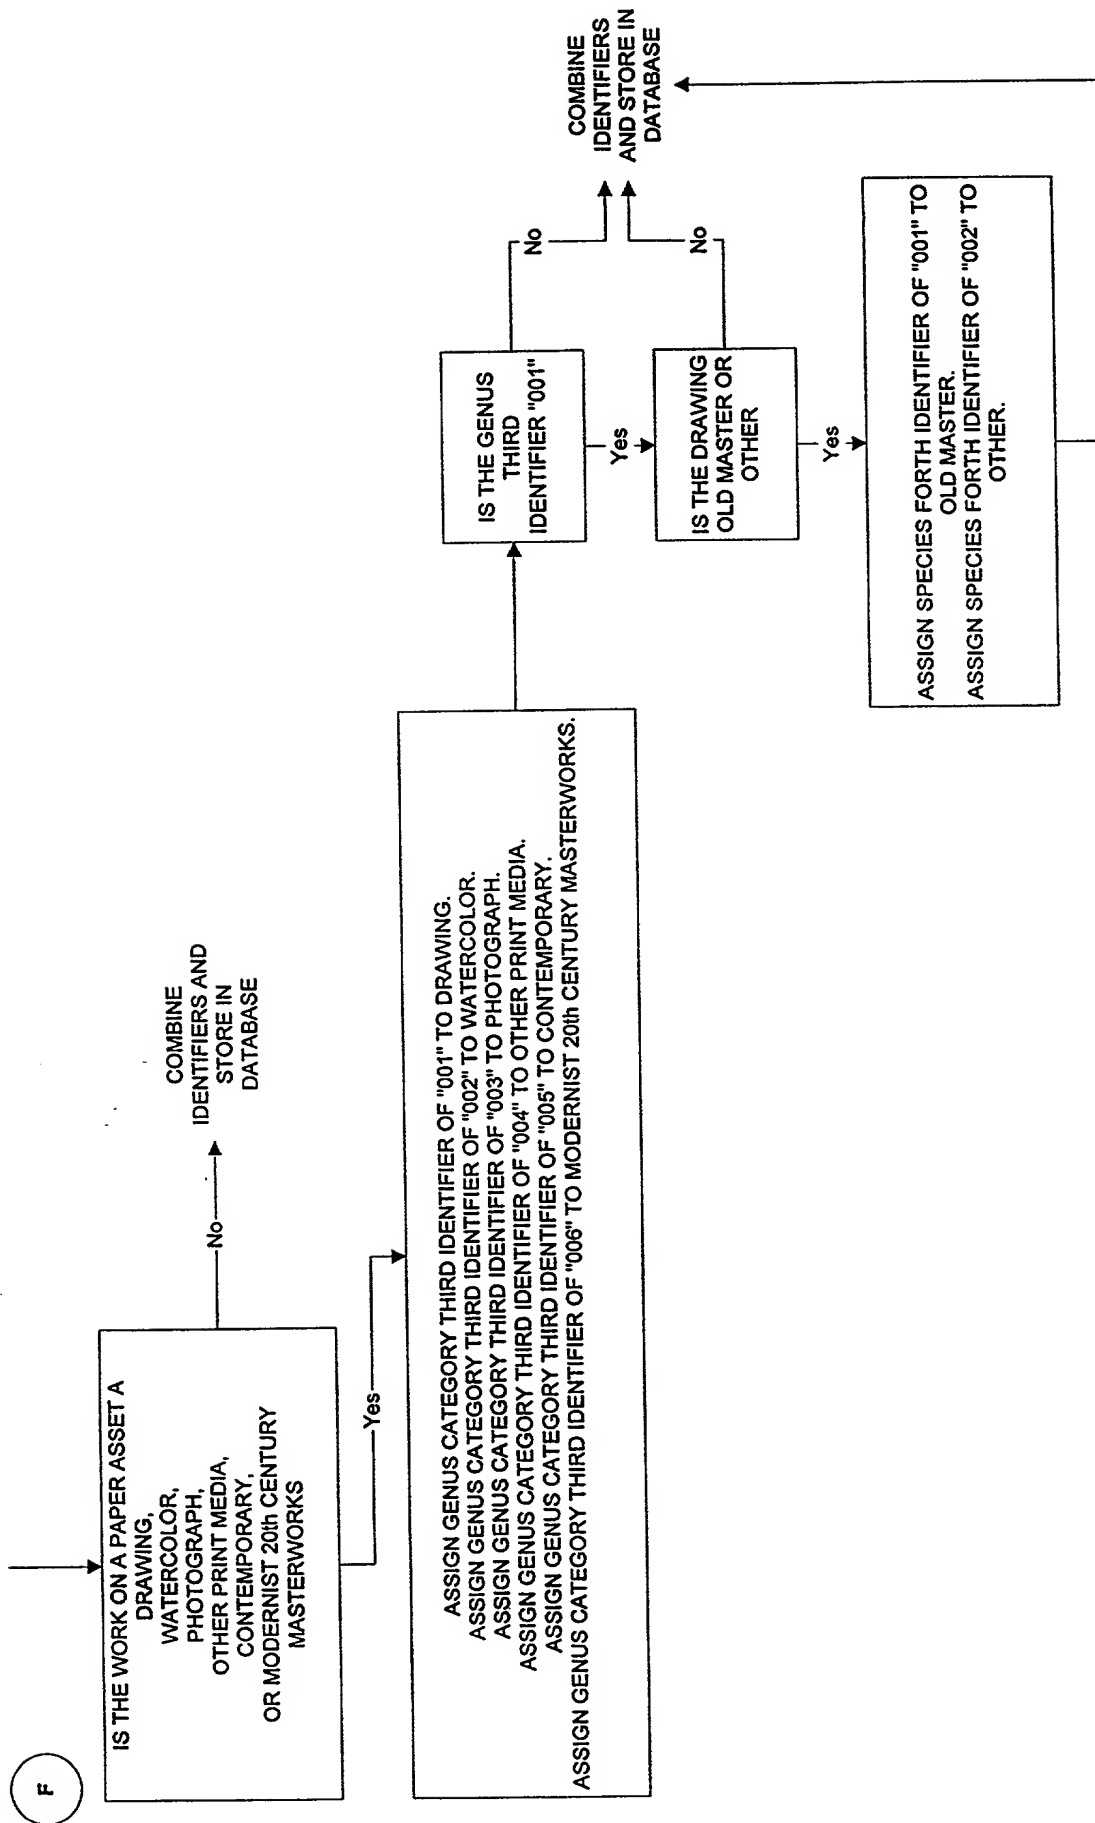 F
IS THE WORK ON A PAPER ASSET A
DRAWING,
WATERCOLOR,
PHOTOGRAPH,
OTHER PRINT MEDIA,
CONTEMPORARY,
OR MODERNIST 20th CENTURY
MASTERWORKS
No
COMBINE
IDENTIFIERS AND
STORE IN
DATABASE
Yes
ASSIGN GENUS CATEGORY THIRD IDENTIFIER OF "001" TO DRAWING.
ASSIGN GENUS CATEGORY THIRD IDENTIFIER OF "002" TO WATERCOLOR.
ASSIGN GENUS CATEGORY THIRD IDENTIFIER OF "003" TO PHOTOGRAPH.
ASSIGN GENUS CATEGORY THIRD IDENTIFIER OF "004" TO OTHER PRINT MEDIA.
ASSIGN GENUS CATEGORY THIRD IDENTIFIER OF "005" TO CONTEMPORARY.
ASSIGN GENUS CATEGORY THIRD IDENTIFIER OF "006" TO MODERNIST 20th CENTURY MASTERWORKS.
IS THE GENUS
THIRD
IDENTIFIER "001"
No
Yes
IS THE DRAWING
OLD MASTER OR
OTHER
No
COMBINE
IDENTIFIERS
AND STORE IN
DATABASE
Yes
ASSIGN SPECIES FORTH IDENTIFIER OF "001" TO
OLD MASTER.
ASSIGN SPECIES FORTH IDENTIFIER OF "002" TO
OTHER.